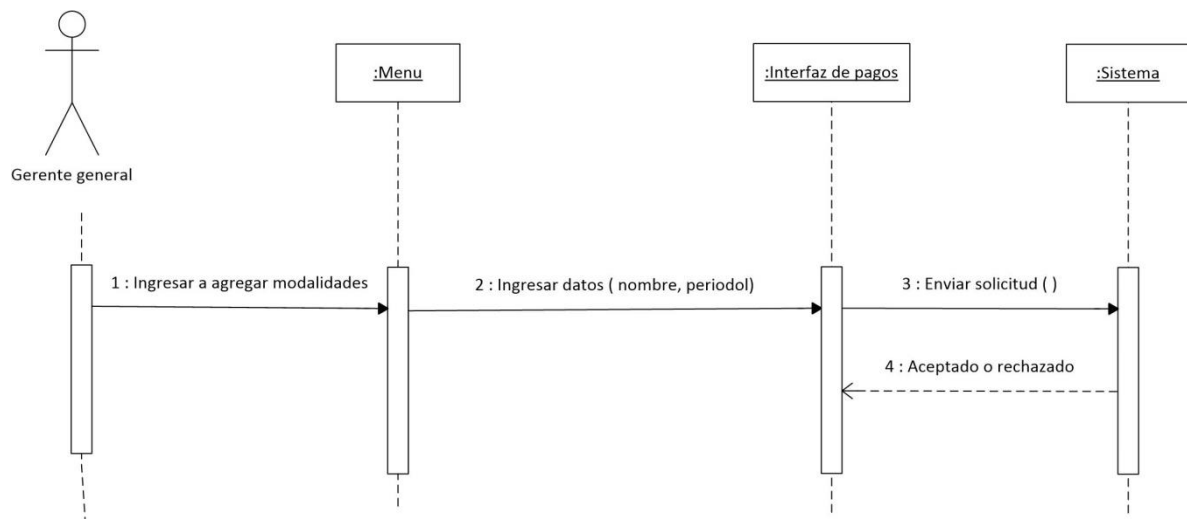 :Menu
:Interfaz de pagos
:Sistema
Gerente general
1 : Ingresar a agregar modalidades
2 : Ingresar datos ( nombre, periodol)
3 : Enviar solicitud ( )
4 : Aceptado o rechazado